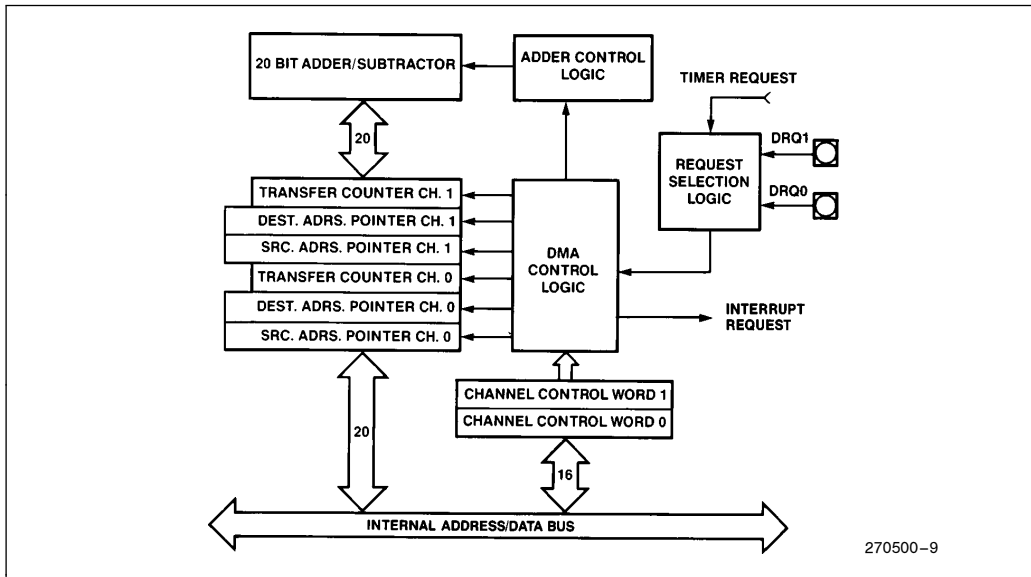 20 BIT ADDER/SUBTRACTOR
ADDER CONTROL
LOGIC
TIMER REQUEST
20
DRQ1
REQUEST
SELECTION
LOGIC
DRQ0
TRANSFER COUNTER CH. 1
DEST. ADRS. POINTER CH. 1
SRC. ADRS. POINTER CH. 1
TRANSFER COUNTER CH. 0
DEST. ADRS. POINTER CH. 0
SRC. ADRS. POINTER CH. 0
DMA
CONTROL
LOGIC
INTERRUPT
REQUEST
CHANNEL CONTROL WORD 1
CHANNEL CONTROL WORD 0
20
16
INTERNAL ADDRESS/DATA BUS
270500–9